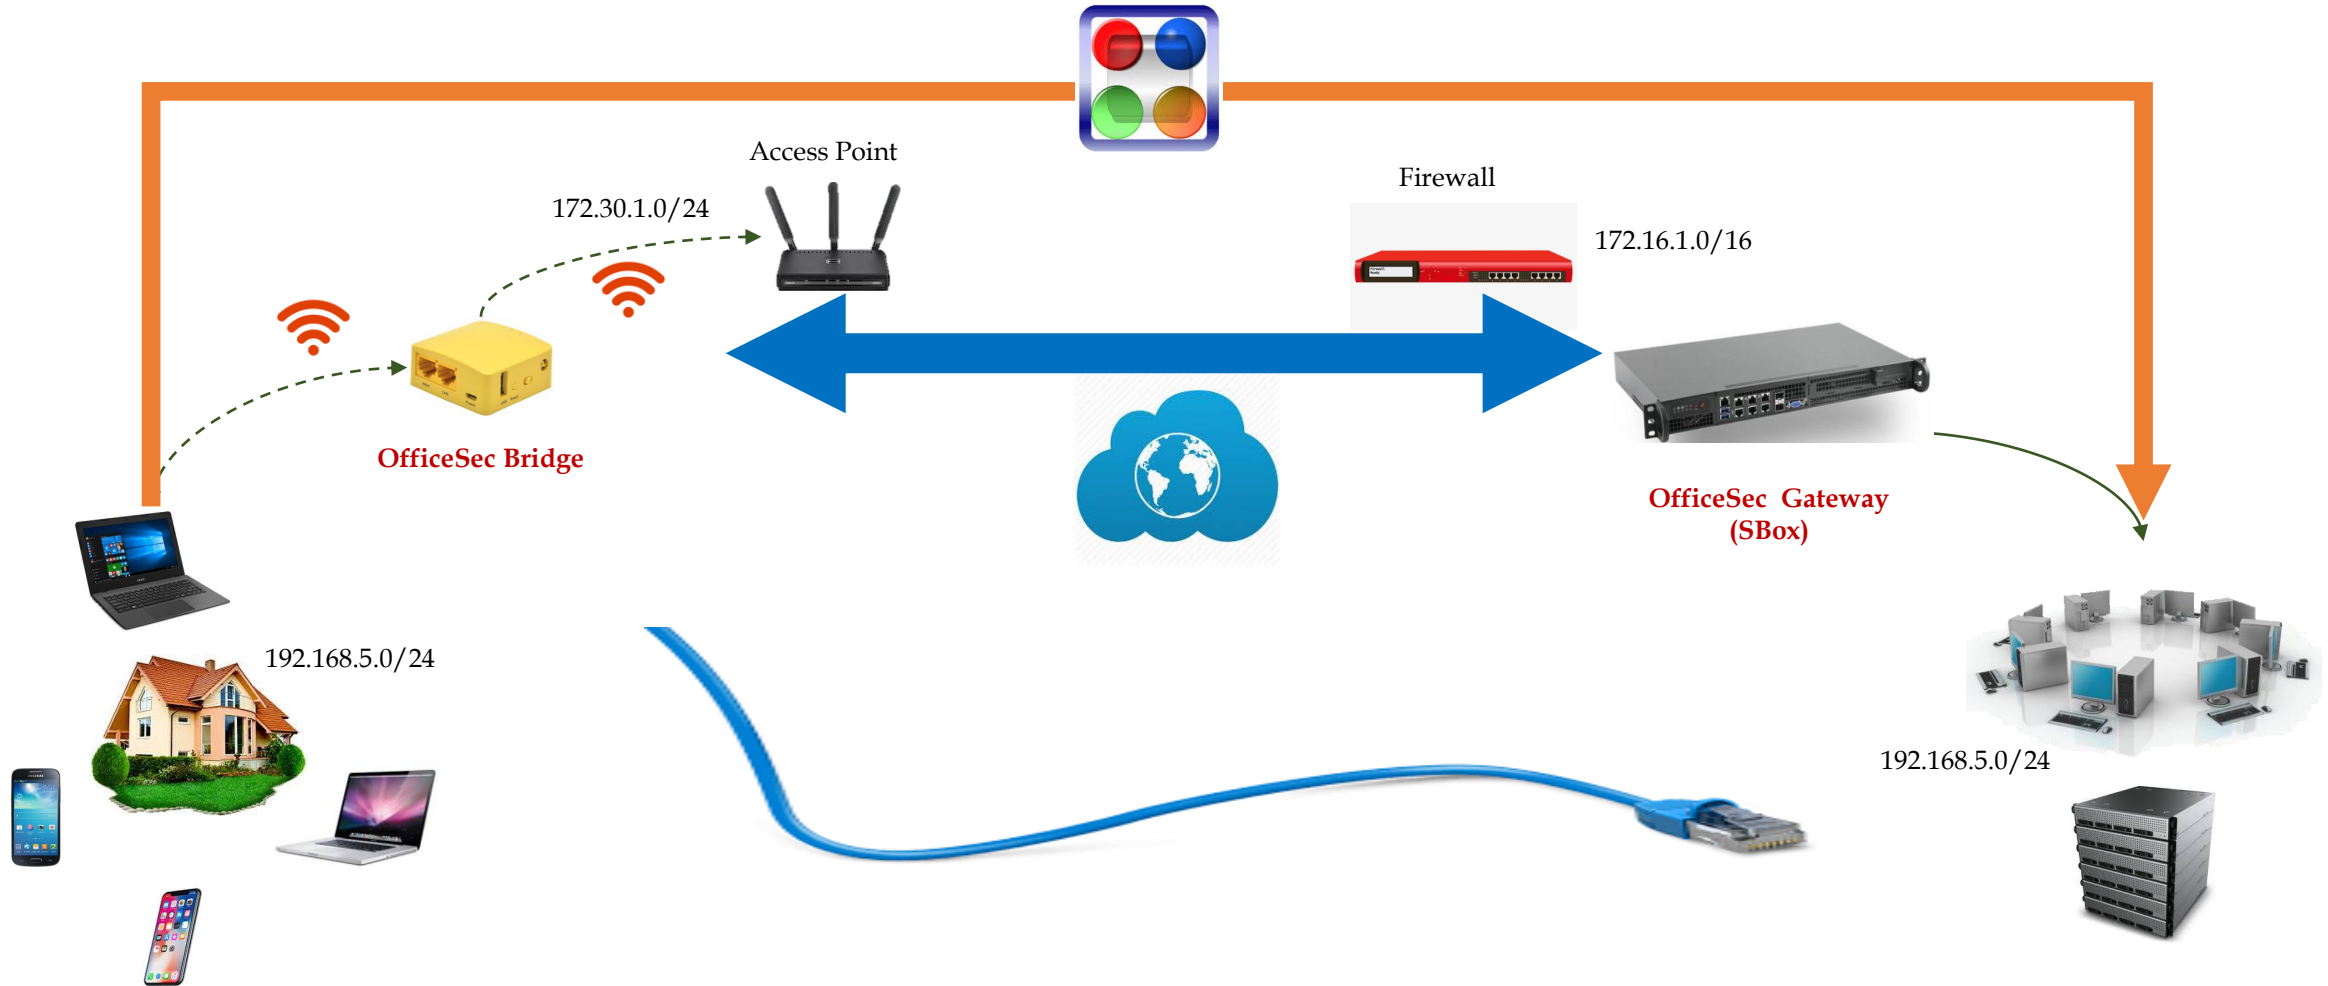 Access Point
Firewall
172.30.1.0/24
172.16.1.0/16
OfficeSec Bridge
OfficeSec Gateway
(SBox)
192.168.5.0/24
192.168.5.0/24